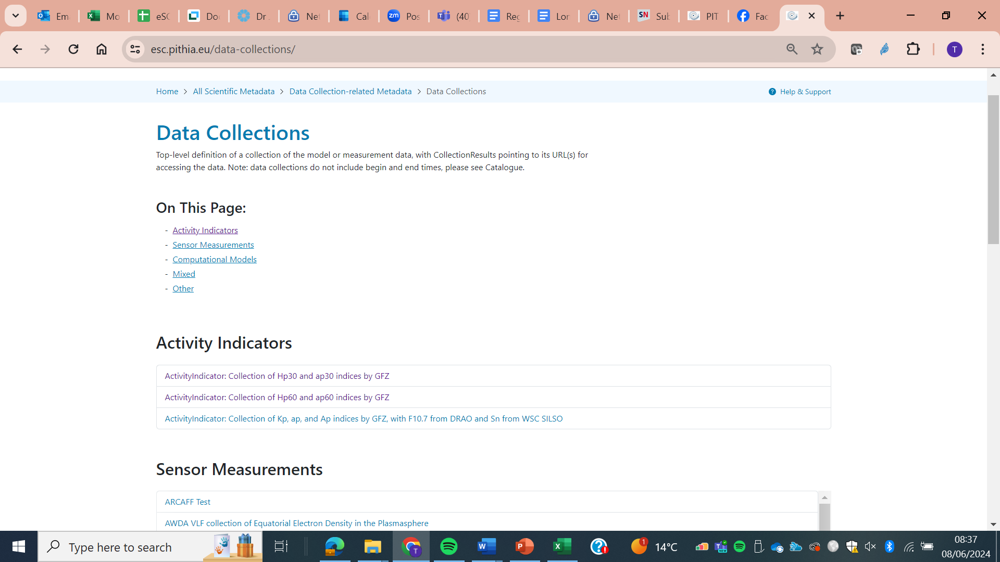 Em
Mo
eSC
Do
Dr
Net
Cal
zm
Pos
(40
Reg
Lor
Net
SN
Sub
PIT
Fac
esc.pithia.eu/data-collections/
T
Home > All Scientific Metadata > Data Collection-related Metadata > Data Collections
? Help & Support
Data Collections
Top-level definition of a collection of the model or measurement data, with CollectionResults pointing to its URL(s) for
accessing the data. Note: data collections do not include begin and end times, please see Catalogue.
On This Page:
- Activity Indicators
- Sensor Measurements
- Computational Models
- Mixed
- Other
Activity Indicators
ActivityIndicator: Collection of Hp30 and ap30 indices by GFZ
ActivityIndicator: Collection of Hp60 and ap60 indices by GFZ
ActivityIndicator: Collection of Kp, ap, and Ap indices by GFZ, with F10.7 from DRAO and Sn from WSC SILSO
Sensor Measurements
ARCAFF Test
AWDA VLF collection of Equatorial Electron Density in the Plasmasphere
Type here to search
1
14°C
NEW
08:37
08/06/2024